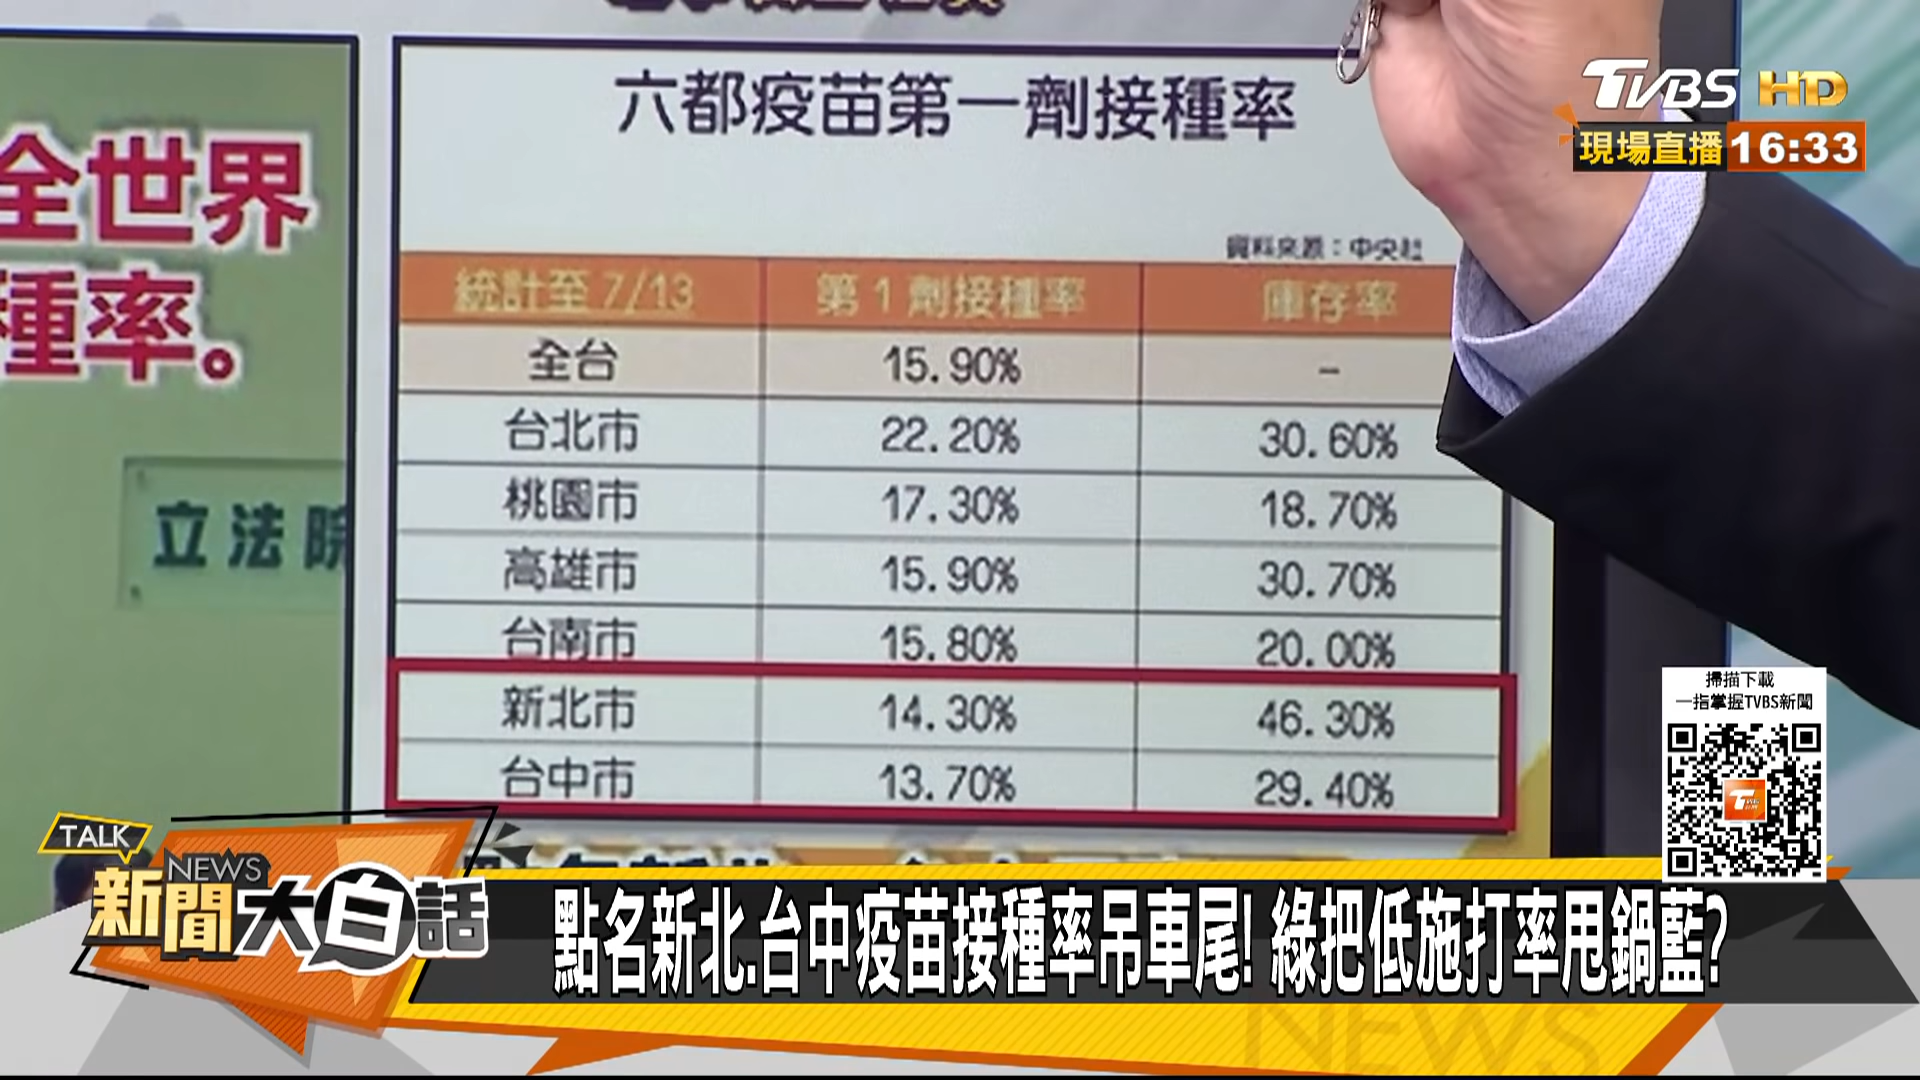 六都疫苗第一劑接種率
TVBS HD
現場直播 16:33
全世界
種率。
立法院
資料來源：中央社
統計至 7/13 第 1 劑接種率 庫存率
全台 15.90% –
台北市 22.20% 30.60%
桃園市 17.30% 18.70%
高雄市 15.90% 30.70%
台南市 15.80% 20.00%
新北市 14.30% 46.30%
台中市 13.70% 29.40%
掃描下載
一指掌握TVBS新聞
TALK
NEWS
新聞大白話
點名新北.台中疫苗接種率吊車尾! 綠把低施打率甩鍋藍?
NEWS